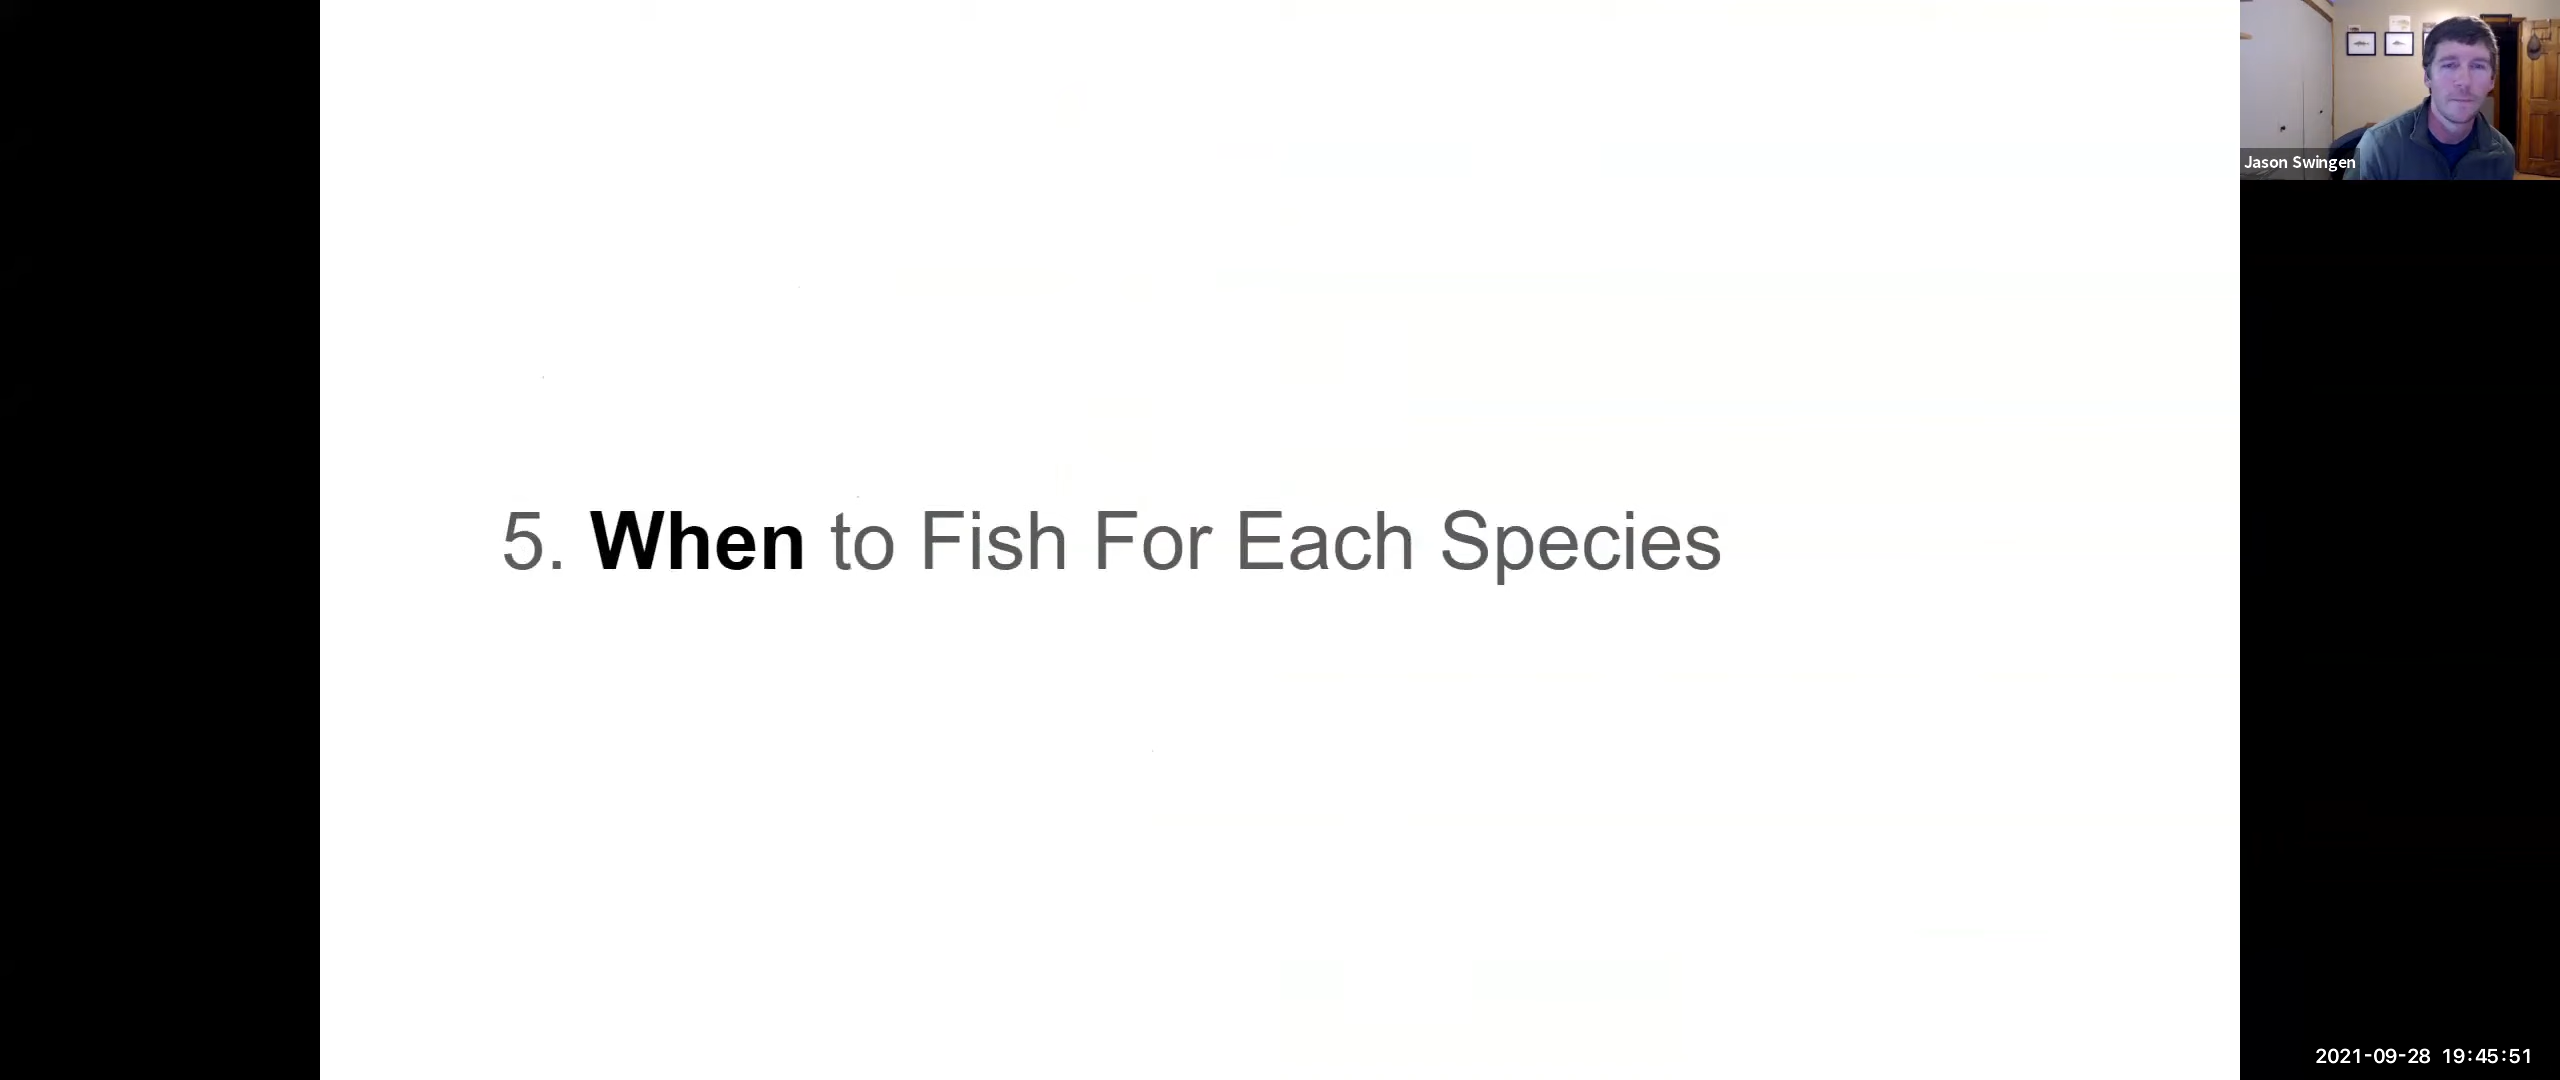 Jason Swingen
5. When to Fish For Each Species
2021-09-28 19:45:51